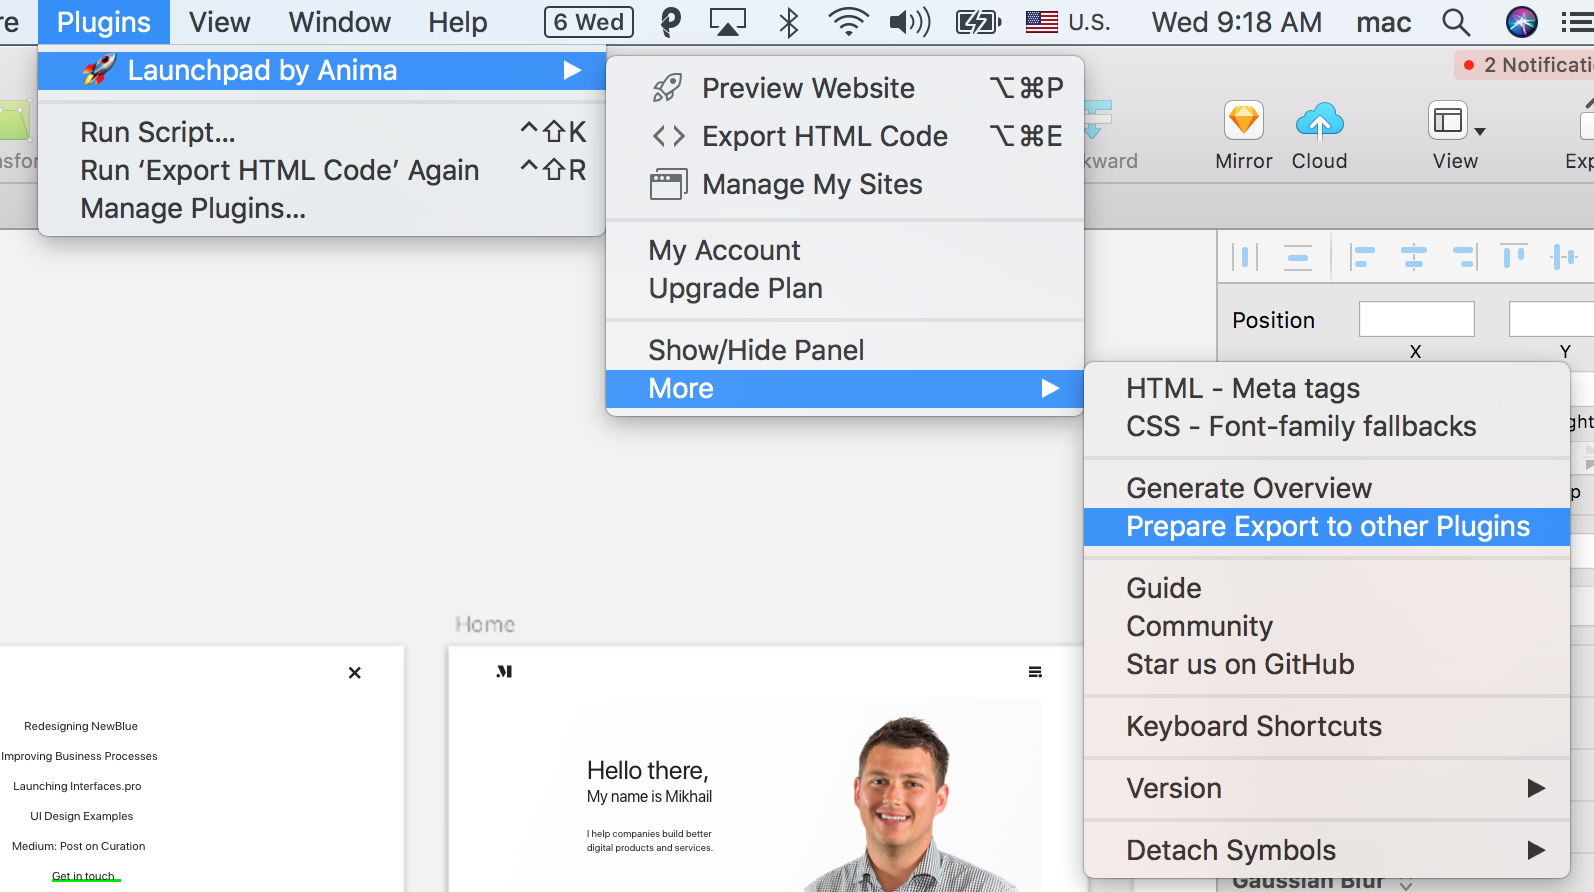 re Plugins View Window Help 6 Wed U.S. Wed 9:18 AM mac
🚀 Launchpad by Anima
Run Script... ^⇧K
Run ‘Export HTML Code’ Again ^⇧R
Manage Plugins...
Preview Website ⌥⌘P
<> Export HTML Code ⌥⌘E
Manage My Sites
My Account
Upgrade Plan
Show/Hide Panel
More
HTML - Meta tags
CSS - Font-family fallbacks
Generate Overview
Prepare Export to other Plugins
Guide
Community
Star us on GitHub
Keyboard Shortcuts
Version
Detach Symbols
2 Notificati
nsfor
kward
Mirror Cloud View Exp
Position
X Y
ght
p
Gaussian Blur
Home
Redesigning NewBlue
Improving Business Processes
Launching Interfaces.pro
UI Design Examples
Medium: Post on Curation
Get in touch
.M
Hello there,
My name is Mikhail
I help companies build better
digital products and services.